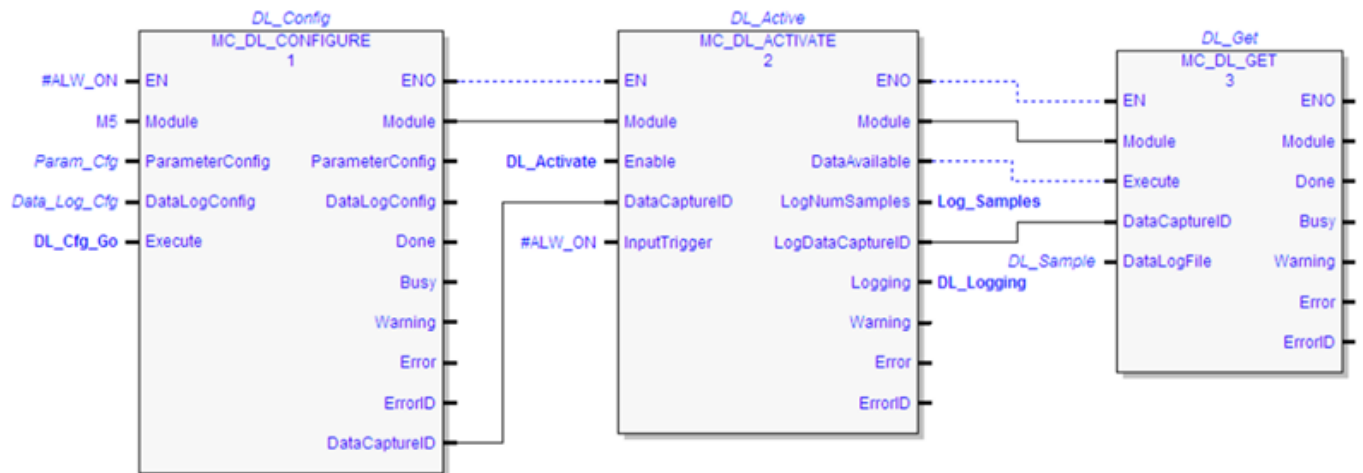 DL_Config
MC_DL_CONFIGURE
1
#ALW_ON EN ENO
M5 Module Module
Param_Cfg ParameterConfig ParameterConfig
Data_Log_Cfg DataLogConfig DataLogConfig
DL_Cfg_Go Execute Done
Busy
Warning
Error
ErrorID
DataCaptureID
DL_Active
MC_DL_ACTIVATE
2
EN ENO
Module Module
DL_Activate Enable DataAvailable
DataCaptureID LogNumSamples Log_Samples
#ALW_ON InputTrigger LogDataCaptureID
Logging DL_Logging
Warning
Error
ErrorID
DL_Get
MC_DL_GET
3
EN ENO
Module Module
Execute Done
DataCaptureID Busy
DL_Sample DataLogFile Warning
Error
ErrorID